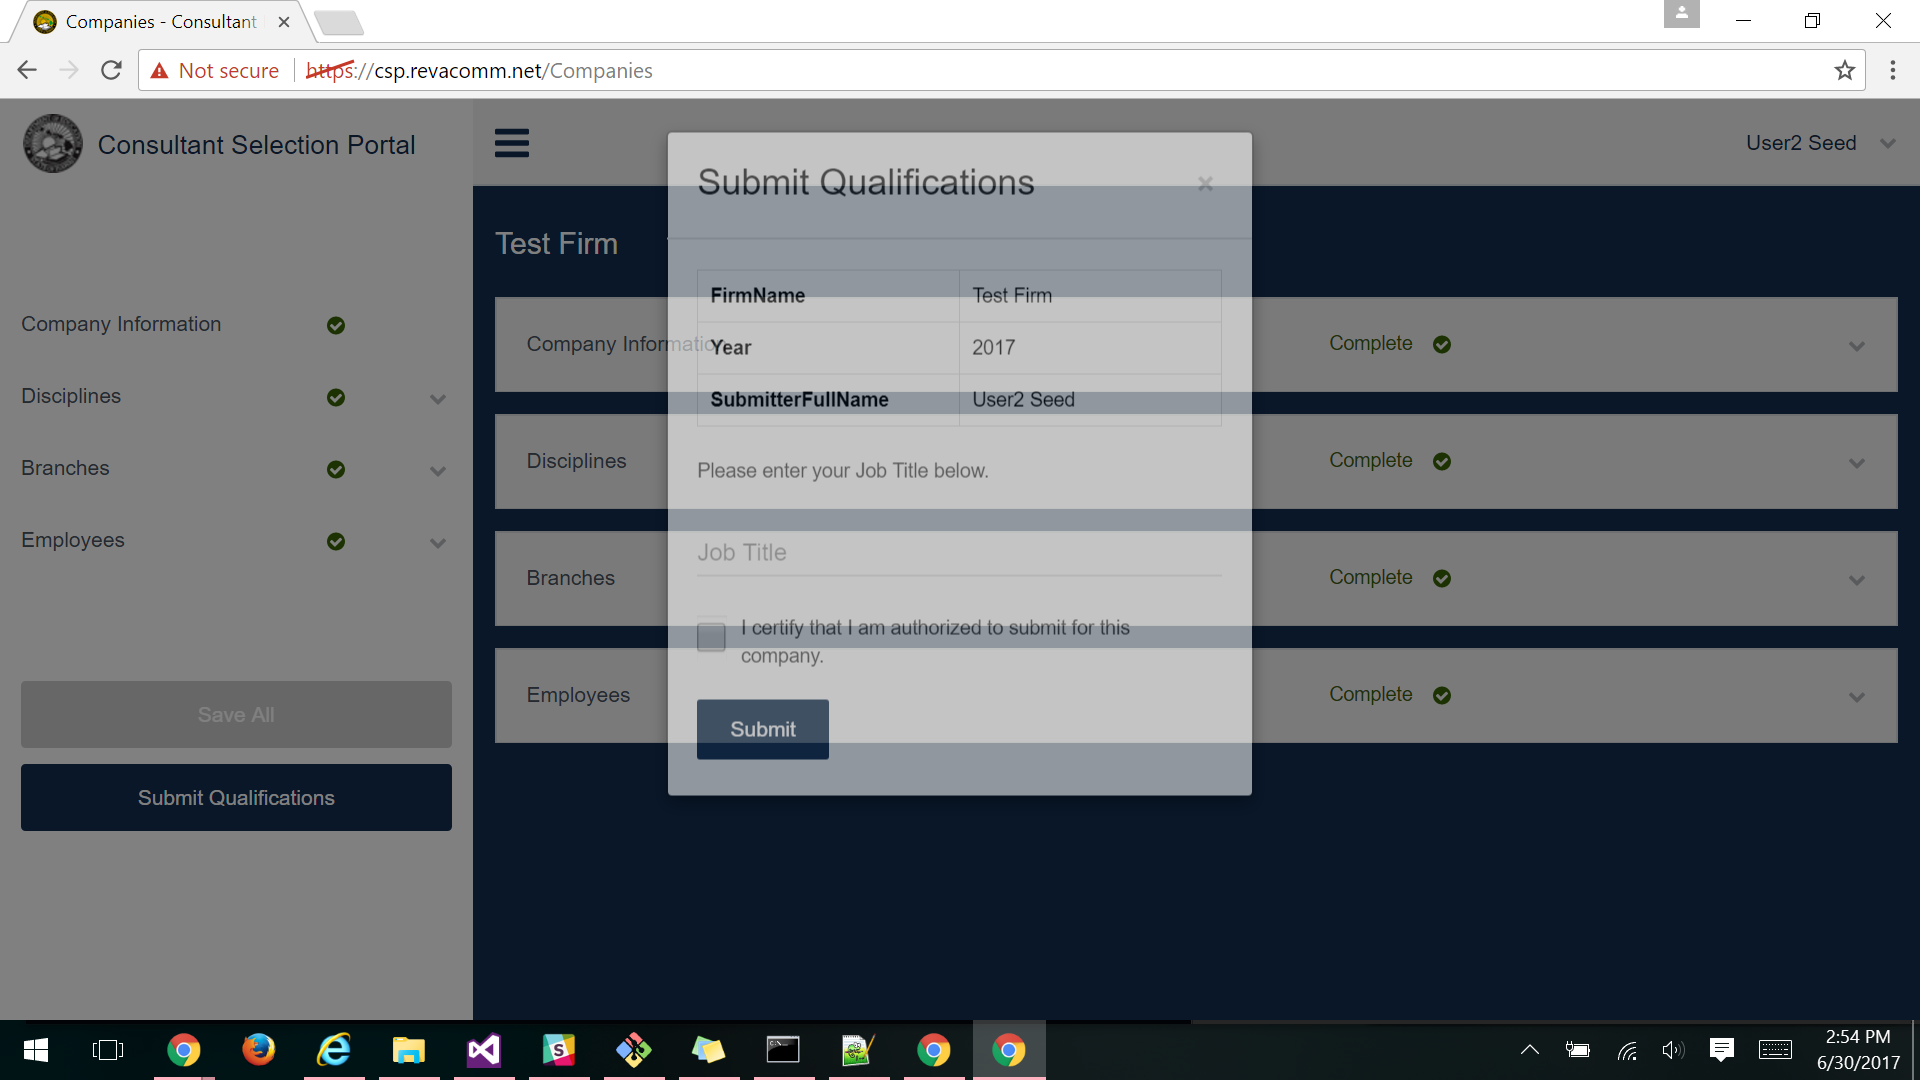 Companies - Consultant
Not secure
https://csp.revacomm.net/Companies
Consultant Selection Portal
User2 Seed
Company Information
Disciplines
Branches
Employees
Save All
Submit Qualifications
Test Firm
Company Information
Complete
Disciplines
Complete
Branches
Complete
Employees
Complete
Submit Qualifications
×
FirmName
Test Firm
Year
2017
SubmitterFullName
User2 Seed
Please enter your Job Title below.
Job Title
I certify that I am authorized to submit for this
company.
Submit
2:54 PM
6/30/2017